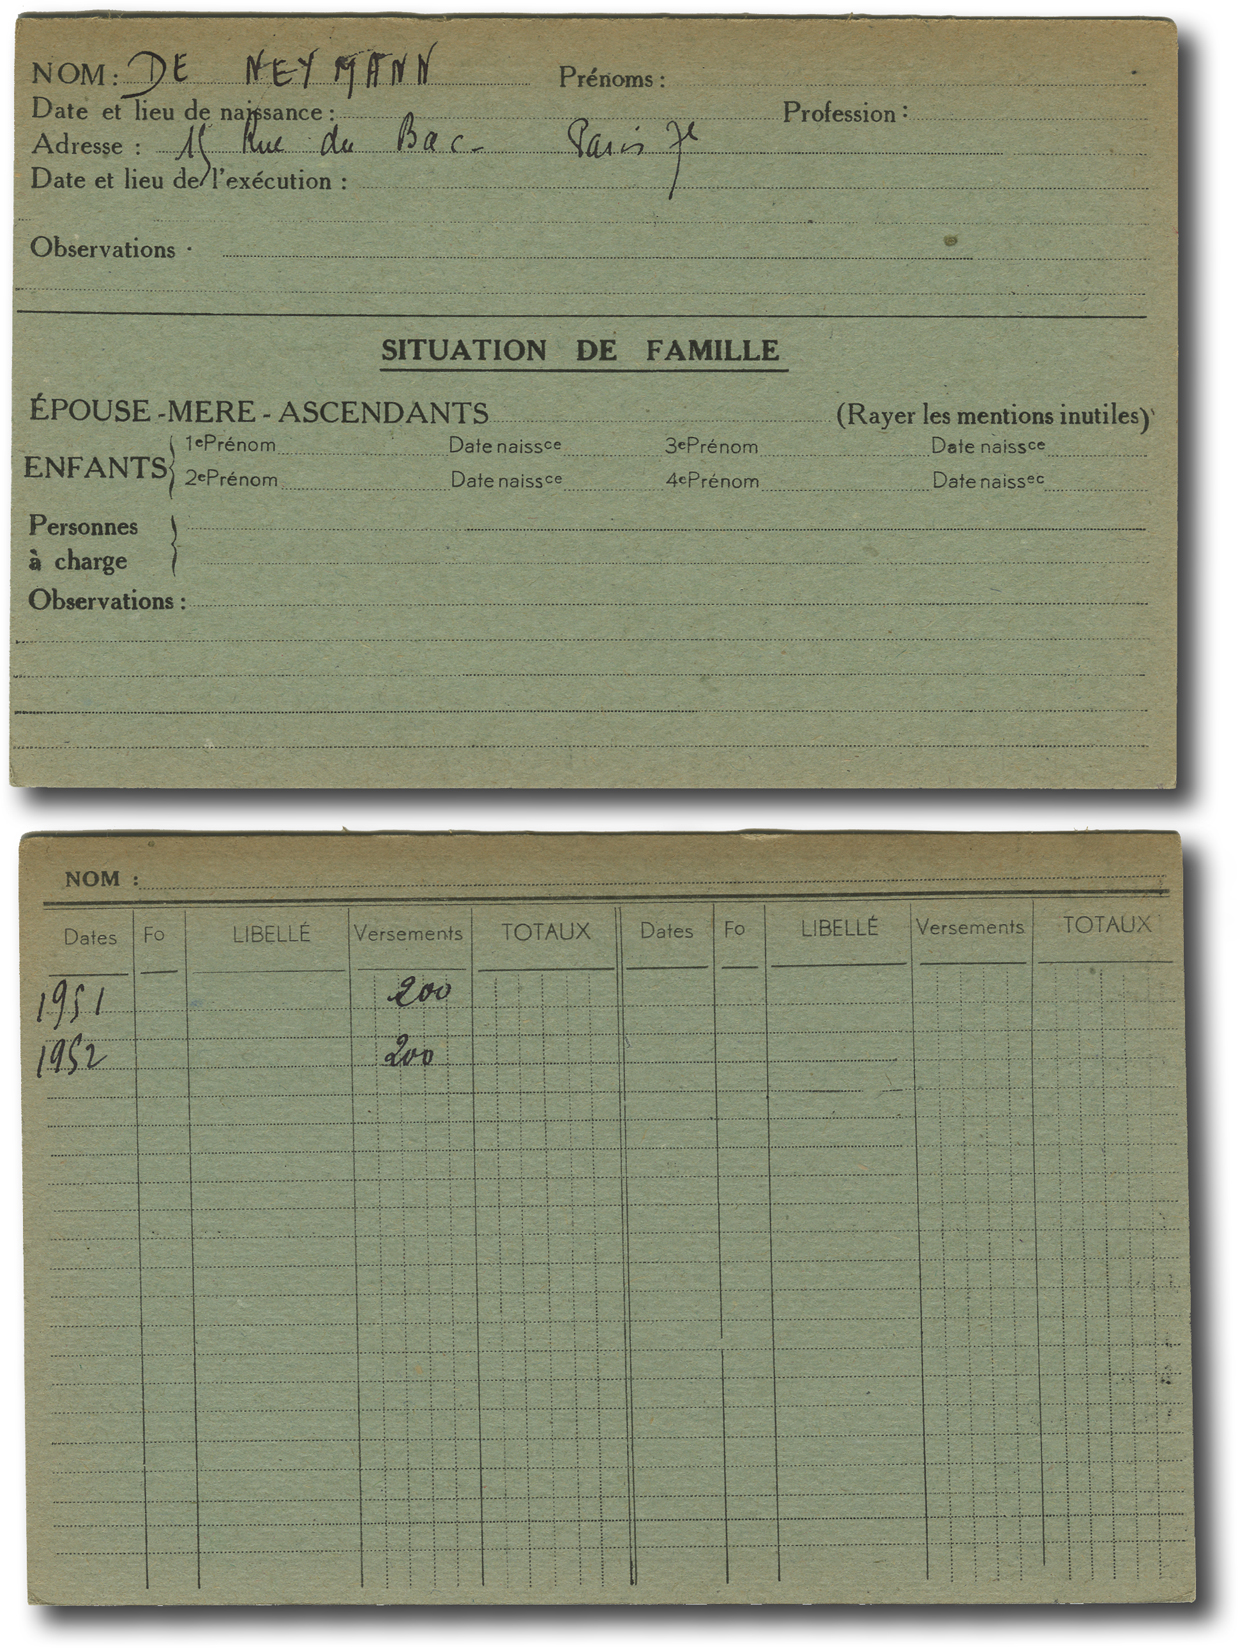 NOM : DE NEYMANN Prénoms :
Date et lieu de naissance : Profession :
Adresse : 15 Rue du Bac - Paris 7e
Date et lieu de l'exécution :
Observations .
SITUATION DE FAMILLE
ÉPOUSE - MERE - ASCENDANTS (Rayer les mentions inutiles)
ENFANTS
1e Prénom Date naissce 3e Prénom Date naissce
2e Prénom Date naissce 4e Prénom Date naissec
Personnes
à charge
Observations :
NOM :
Dates Fo LIBELLÉ Versements TOTAUX Dates Fo LIBELLÉ Versements TOTAUX
1951 200
1952 200